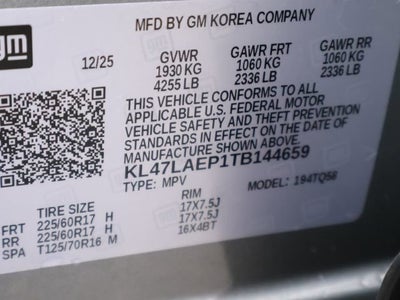 MFD BY GM KOREA COMPANY
gm
12/25 GVWR GAWR FRT GAWR RR
1930 KG 1060 KG 1060 KG
4255 LB 2336 LB 2336 LB
THIS VEHICLE CONFORMS TO ALL
APPLICABLE U.S. FEDERAL MOTOR
VEHICLE SAFETY AND THEFT PREVENTION
STANDARDS IN EFFECT ON THE DATE OF
MANUFACTURE SHOWN ABOVE.
KL47LAEP1TB144659
TYPE: MPV MODEL: 194TQ58
TIRE SIZE RIM
FRT 225/60R17 H 17X7.5J
RR 225/60R17 H 17X7.5J
SPA T125/70R16 M 16X4BT